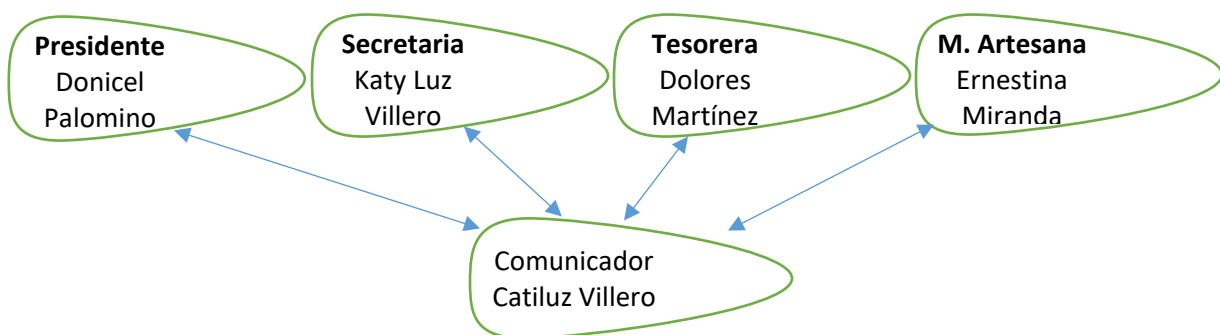 Presidente
Donicel
Palomino
Secretaria
Katy Luz
Villero
Tesorera
Dolores
Martínez
M. Artesana
Ernestina
Miranda
Comunicador
Catiluz Villero